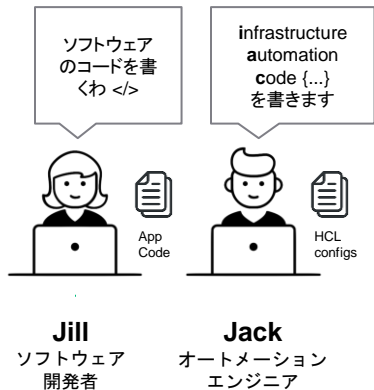 ソフトウェア
のコードを書
くわ </>
infrastructure
automation
code {...}
を書きます
App
Code
HCL
configs
Jill
ソフトウェア
開発者
Jack
オートメーション
エンジニア